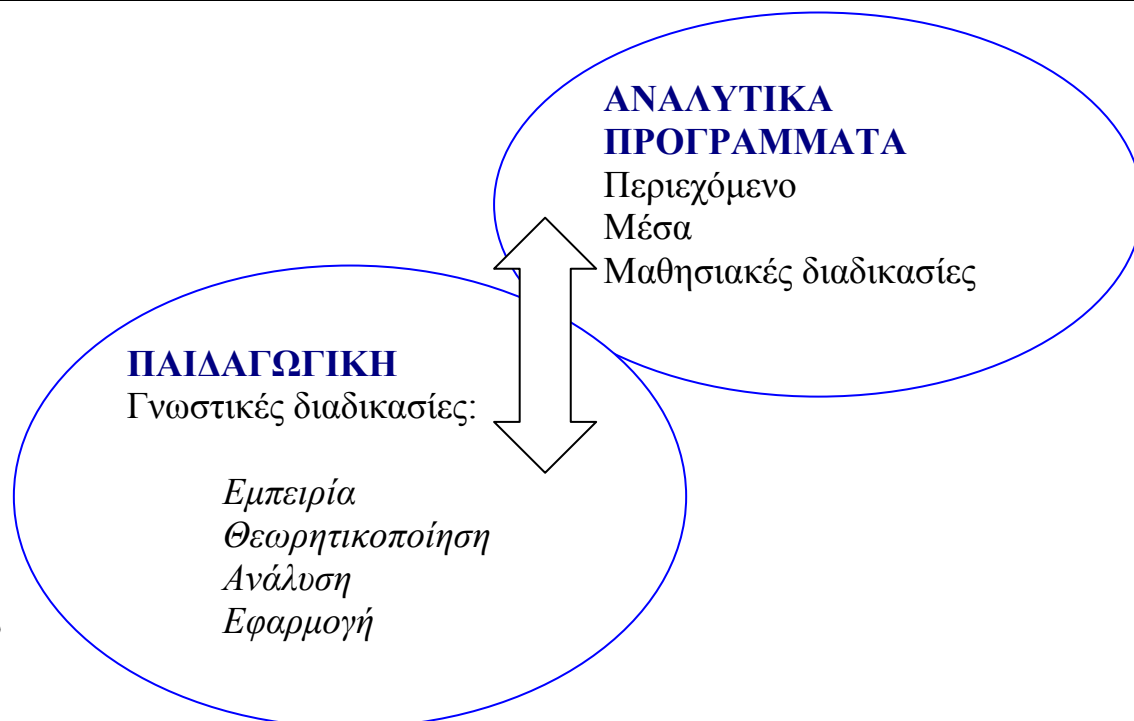 ΑΝΑΛΥΤΙΚΑ
ΠΡΟΓΡΑΜΜΑΤΑ
Περιεχόμενο
Μέσα
Μαθησιακές διαδικασίες
ΠΑΙΔΑΓΩΓΙΚΗ
Γνωστικές διαδικασίες:
Εμπειρία
Θεωρητικοποίηση
Ανάλυση
Εφαρμογή